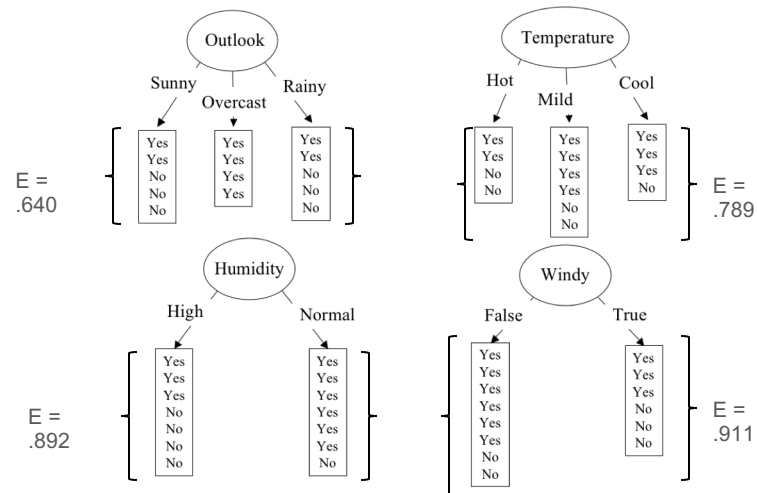 Outlook
Sunny
Overcast
Rainy
Yes
Yes
No
No
No
Yes
Yes
Yes
Yes
Yes
Yes
No
No
No
E =
.640
Temperature
Hot
Mild
Cool
Yes
Yes
No
No
Yes
Yes
Yes
Yes
No
No
Yes
Yes
Yes
No
E =
.789
Humidity
High
Normal
Yes
Yes
Yes
No
No
No
No
Yes
Yes
Yes
Yes
Yes
Yes
No
E =
.892
Windy
False
True
Yes
Yes
Yes
Yes
Yes
Yes
No
No
Yes
Yes
Yes
No
No
No
E =
.911